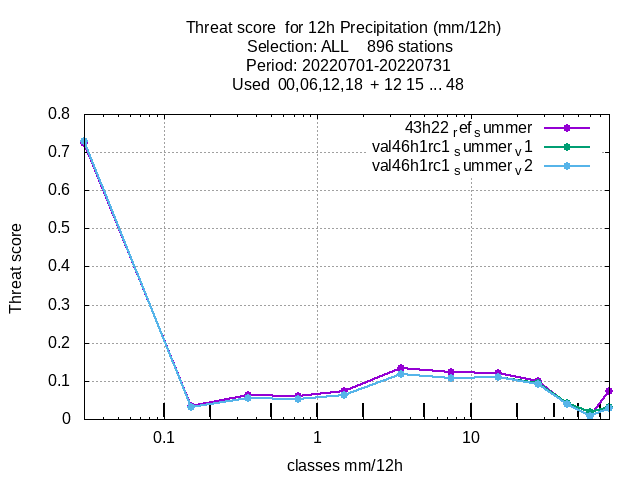 Threat score  for 12h Precipitation (mm/12h)
Selection: ALL    896 stations
Period: 20220701-20220731
Used  00,06,12,18  + 12 15 ... 48
43h22 ref summer
val46h1rc1 summer v1
val46h1rc1 summer v2
0.8
0.7
0.6
0.5
0.4
0.3
0.2
0.1
0
Threat score
0.1 1 10
classes mm/12h